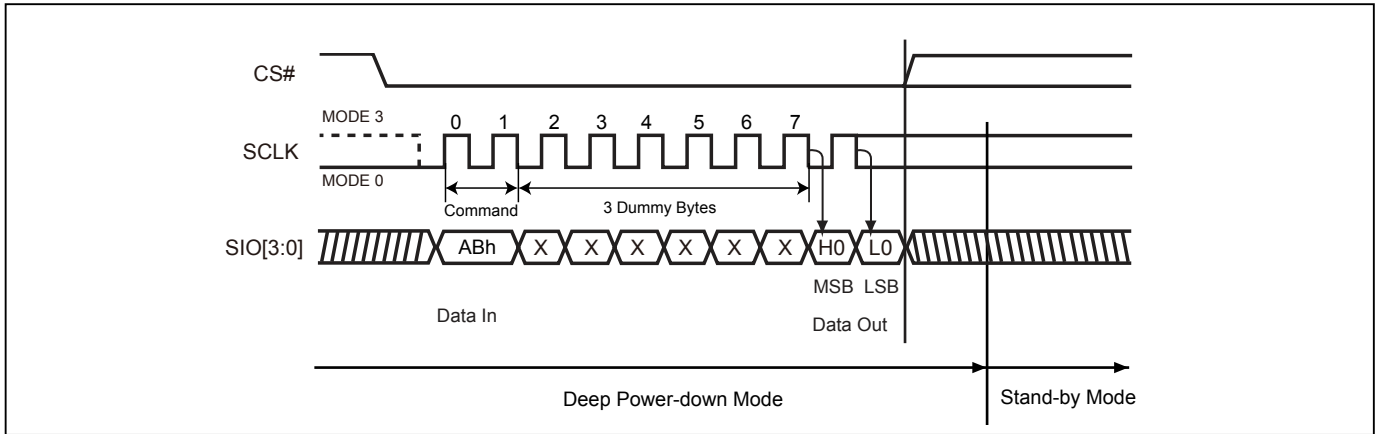 CS#
MODE 3
0 1 2 3 4 5 6 7
SCLK
MODE 0
Command 3 Dummy Bytes
SIO[3:0] ABh X X X X X X H0 L0
MSB LSB
Data In Data Out
Deep Power-down Mode Stand-by Mode